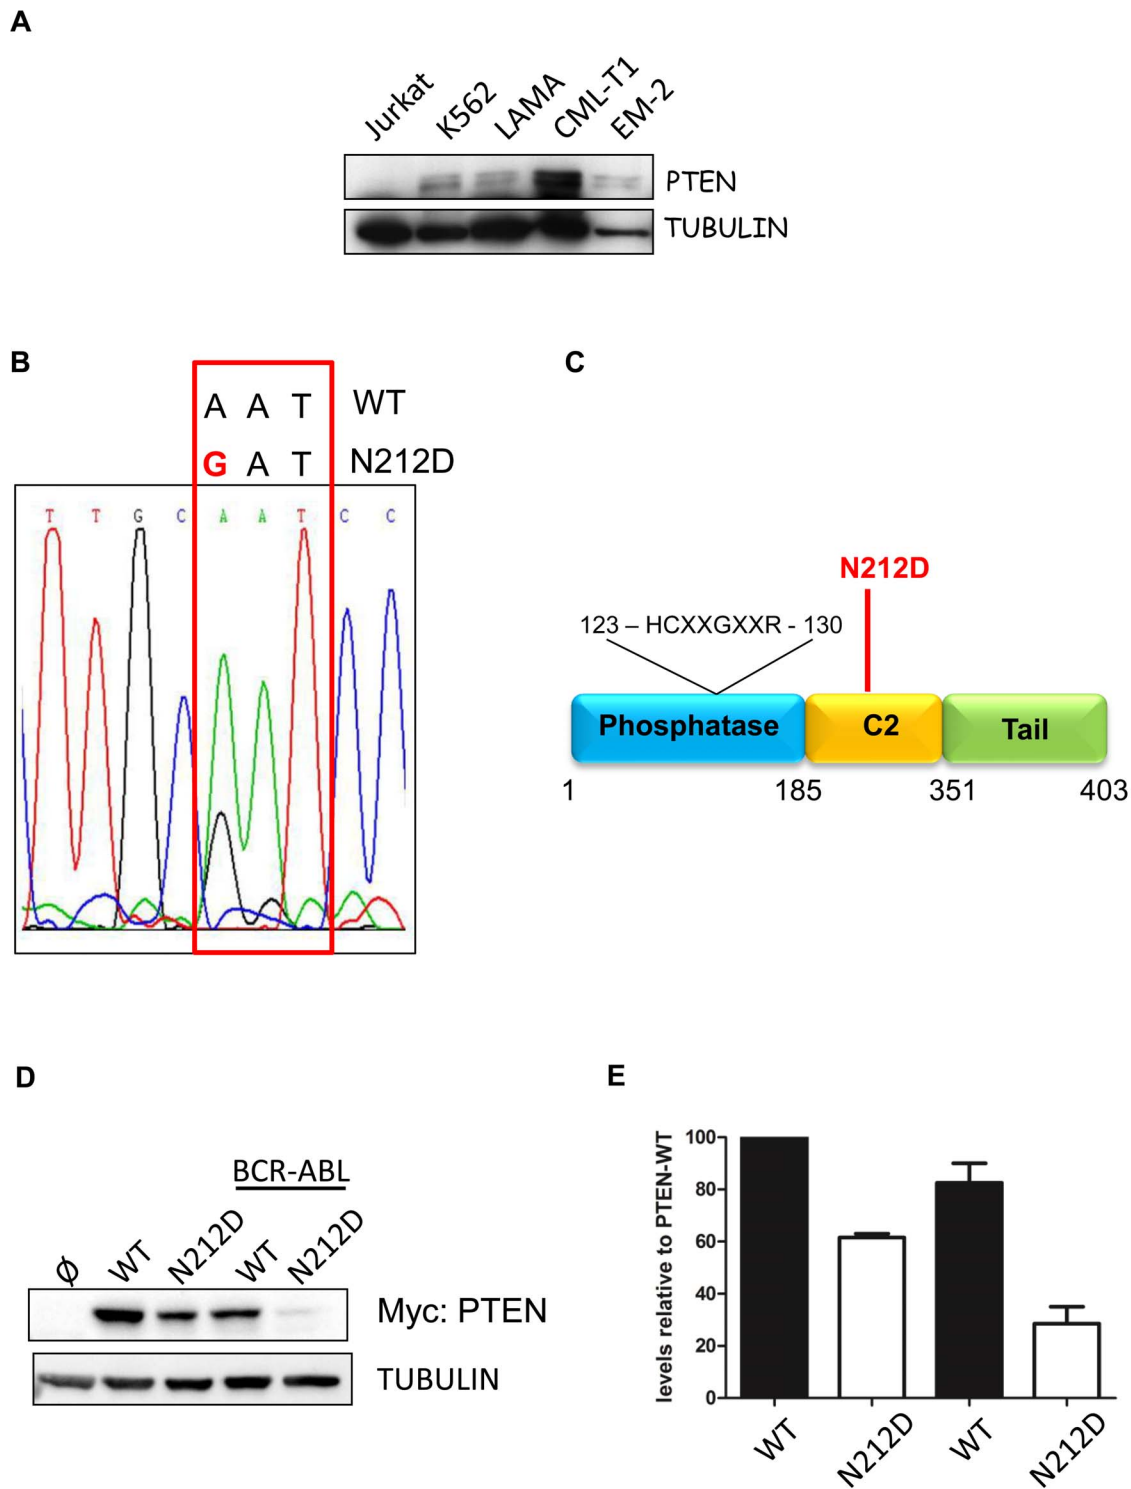 A
Jurkat K562 LAMA CML-T1 EM-2
PTEN
TUBULIN
B
A A T WT
G A T N212D
T T G C A A T C C
C
N212D
123 – HCXXGXXR - 130
Phosphatase C2 Tail
1 185 351 403
D
BCR-ABL
Ø WT N212D WT N212D
Myc: PTEN
TUBULIN
E
levels relative to PTEN-WT
100
80
60
40
20
0
WT N212D WT N212D